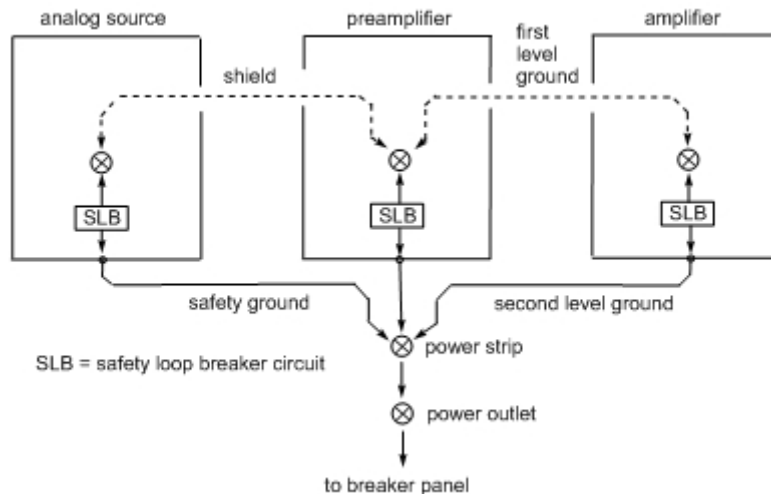 analog source
preamplifier
amplifier
shield
first
level
ground
SLB
SLB
SLB
safety ground
second level ground
power strip
SLB = safety loop breaker circuit
power outlet
to breaker panel